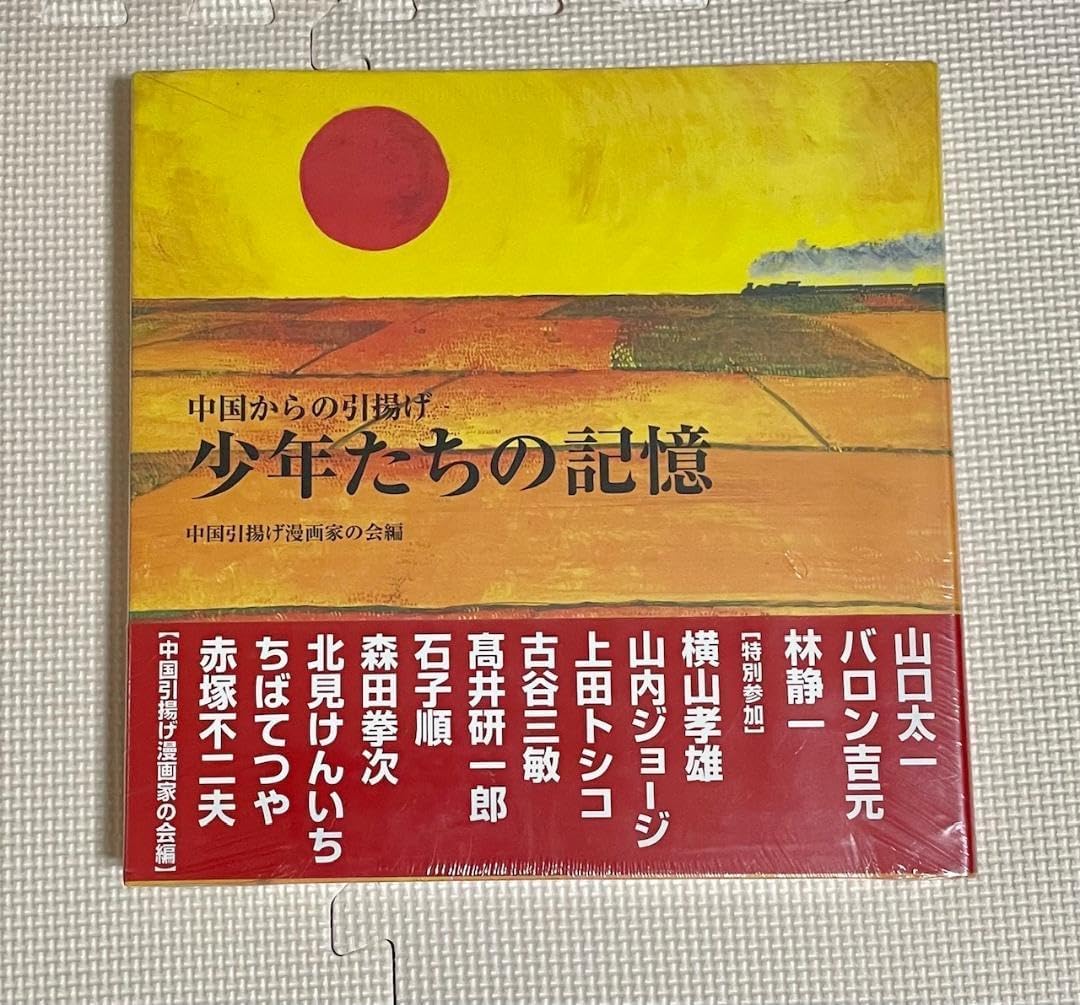 中国からの引揚げ
少年たちの記憶
中国引揚げ漫画家の会編
【中国引揚げ漫画家の会編】
赤塚不二夫
ちばてつや
北見けんいち
森田拳次
石子順
髙井研一郎
古谷三敏
上田トシコ
山内ジョージ
横山孝雄
[特別参加]
林静一
バロン吉元
山口太一